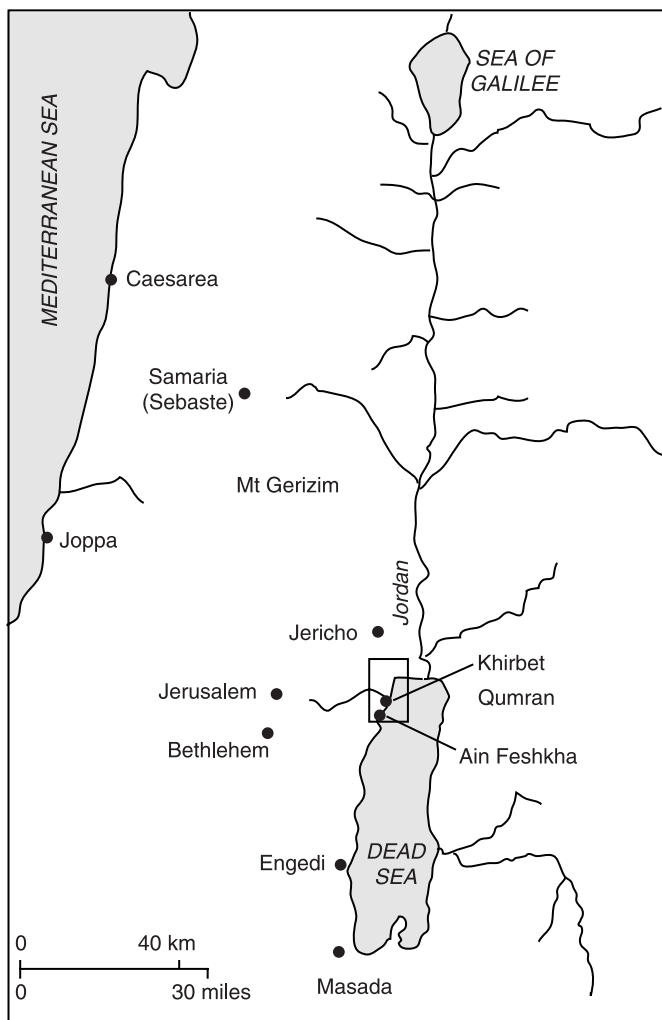 SEA OF
GALILEE
MEDITERRANEAN SEA
Caesarea
Samaria
(Sebaste)
Mt Gerizim
Joppa
Jordan
Jericho
Khirbet
Qumran
Jerusalem
Bethlehem
Ain Feshkha
Engedi
DEAD
SEA
0 40 km
0 30 miles
Masada